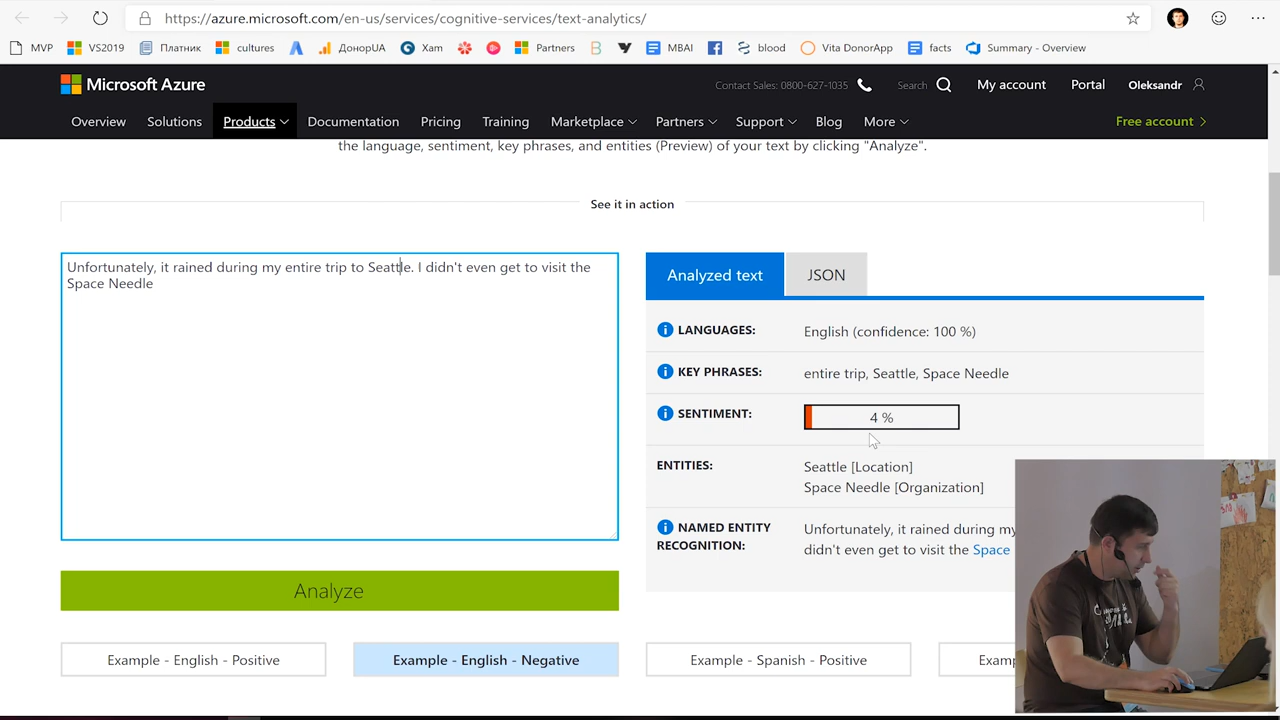 https://azure.microsoft.com/en-us/services/cognitive-services/text-analytics/
MVP VS2019 Платник cultures ДонорUA Хам Partners MBAI blood Vita DonorApp facts Summary - Overview
Microsoft Azure
Contact Sales: 0800-627-1035 Search My account Portal Oleksandr
Overview Solutions Products Documentation Pricing Training Marketplace Partners Support Blog More Free account
the language, sentiment, key phrases, and entities (Preview) of your text by clicking "Analyze".
See it in action
Unfortunately, it rained during my entire trip to Seattle. I didn't even get to visit the
Space Needle
Analyzed text JSON
LANGUAGES: English (confidence: 100 %)
KEY PHRASES: entire trip, Seattle, Space Needle
SENTIMENT: 4 %
ENTITIES: Seattle [Location]
Space Needle [Organization]
NAMED ENTITY RECOGNITION: Unfortunately, it rained during my
didn't even get to visit the Space
Analyze
Example - English - Positive Example - English - Negative Example - Spanish - Positive Exam